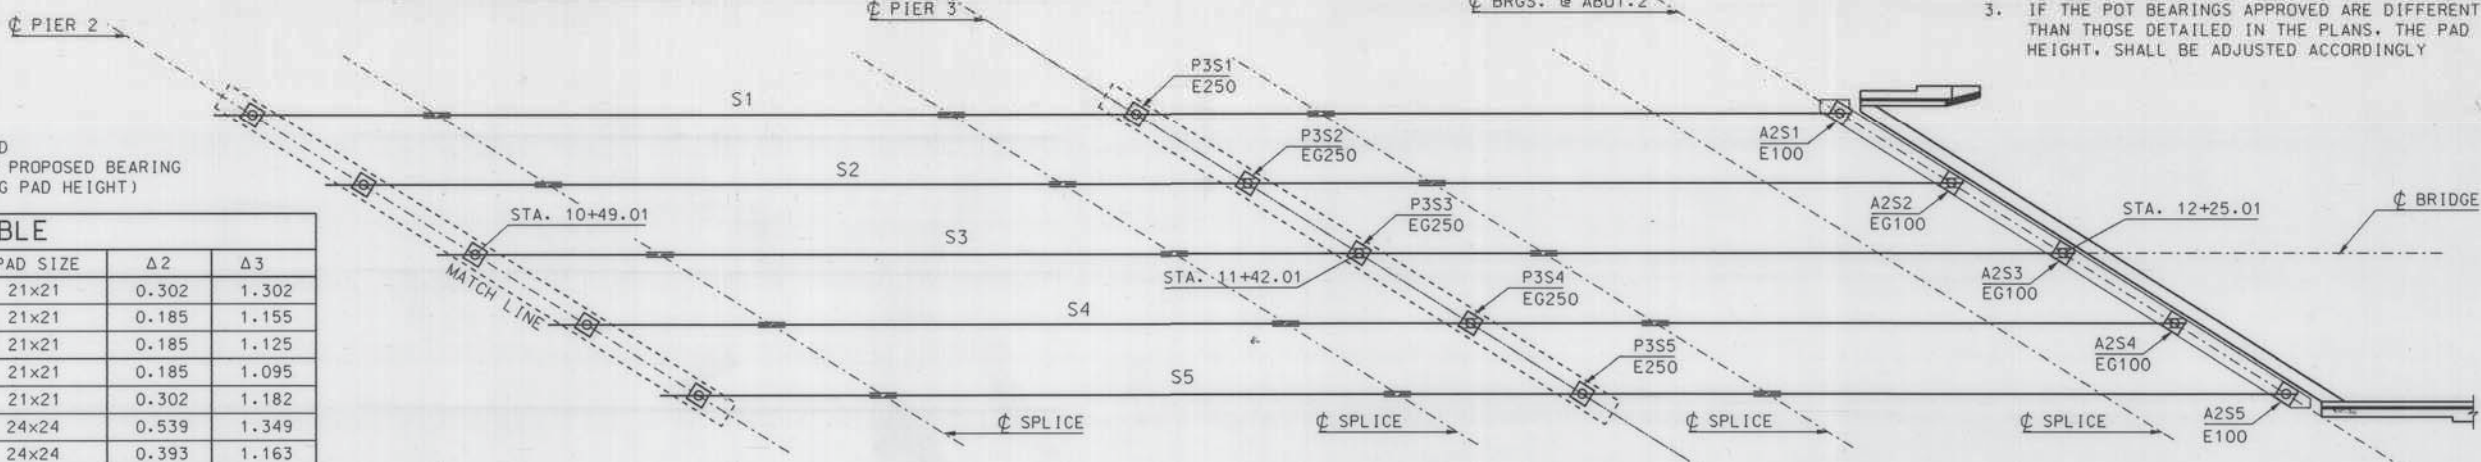 ℄ PIER 2
℄ PIER 3
℄ BRGS. @ ABUT.2
3. IF THE POT BEARINGS APPROVED ARE DIFFERENT
THAN THOSE DETAILED IN THE PLANS, THE PAD
HEIGHT, SHALL BE ADJUSTED ACCORDINGLY
PROPOSED BEARING
PAD HEIGHT)
PAD SIZE Δ2 Δ3
21x21 0.302 1.302
21x21 0.185 1.155
21x21 0.185 1.125
21x21 0.185 1.095
21x21 0.302 1.182
24x24 0.539 1.349
24x24 0.393 1.163
S1
S2
S3
S4
S5
STA. 10+49.01
MATCH LINE
P3S1
E250
P3S2
EG250
P3S3
EG250
STA. 11+42.01
P3S4
EG250
P3S5
E250
A2S1
E100
A2S2
EG100
STA. 12+25.01
℄ BRIDGE
A2S3
EG100
A2S4
EG100
A2S5
E100
℄ SPLICE
℄ SPLICE
℄ SPLICE
℄ SPLICE